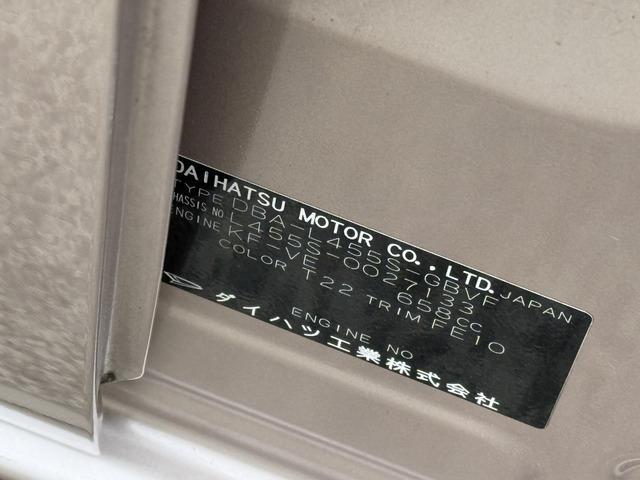 DAIHATSU MOTOR CO., LTD. JAPAN
TYPE DBA-L455S-GBVF
CHASSIS NO L455S-0027133
ENGINE KF-VE 658CC
COLOR T22 TRIM FE10
ENGINE NO
ダイハツ工業株式会社